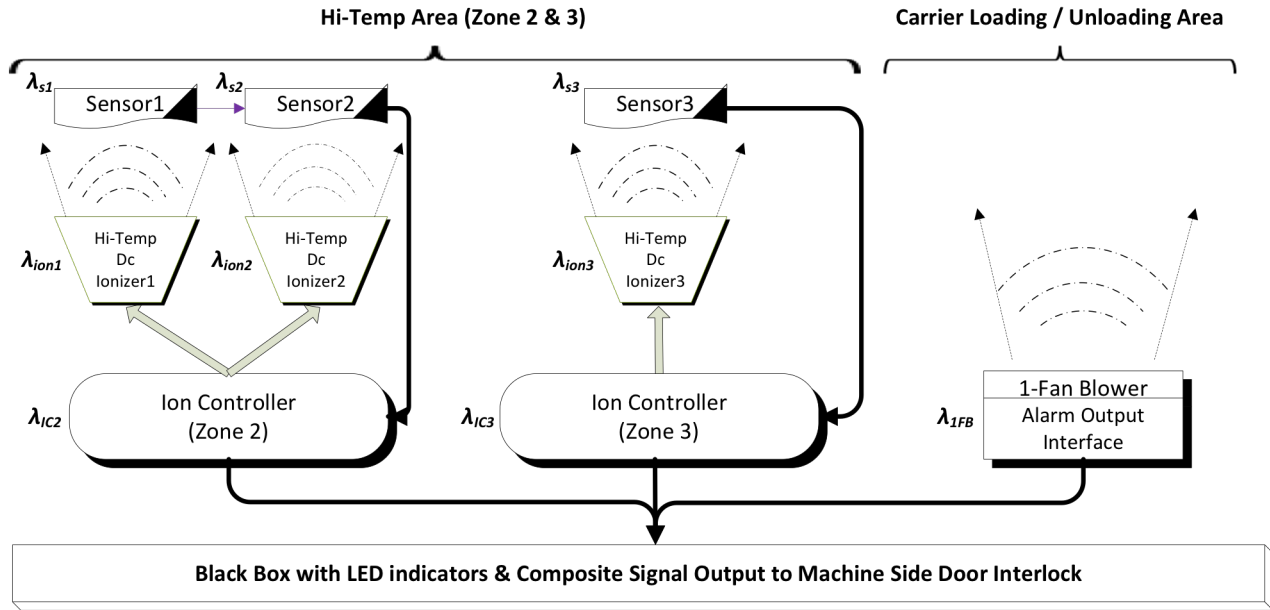 Hi-Temp Area (Zone 2 & 3)
Carrier Loading / Unloading Area
λs1
Sensor1
λs2
Sensor2
λs3
Sensor3
λion1
Hi-Temp
Dc
Ionizer1
λion2
Hi-Temp
Dc
Ionizer2
λion3
Hi-Temp
Dc
Ionizer3
λIC2
Ion Controller
(Zone 2)
λIC3
Ion Controller
(Zone 3)
λ1FB
1-Fan Blower
Alarm Output
Interface
Black Box with LED indicators & Composite Signal Output to Machine Side Door Interlock